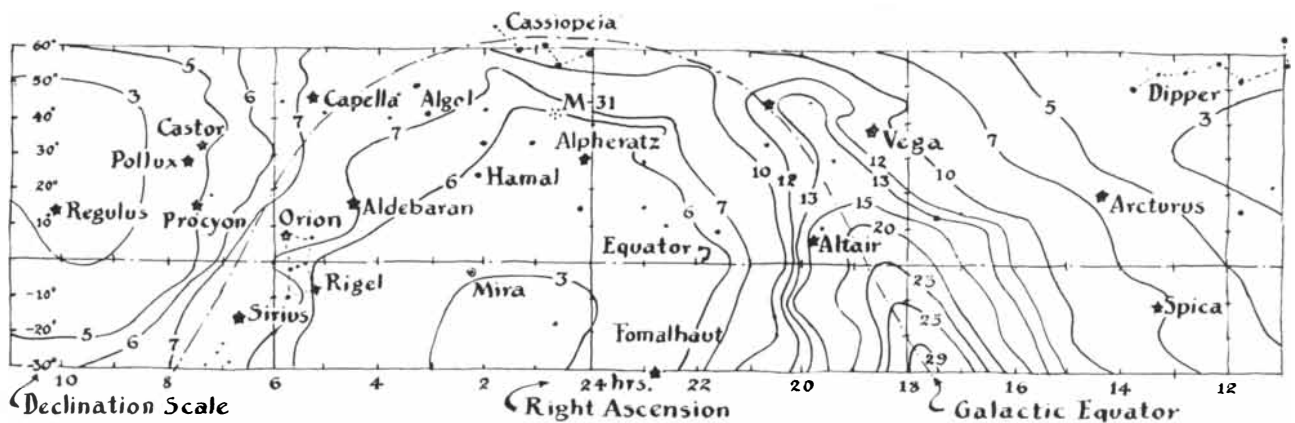 Cassiopeia
60°
50°
40°
30°
20°
10°
0°
-10°
-20°
-30°
5
6
3
7
Capella
Algol
7
M-31
Castor
Pollux
Alpheratz
Hamal
6
Regulus
Procyon
Orion
Aldebaran
Equator
6
7
10
12
13
Vega
12
13
10
15
20
Altair
7
5
Dipper
3
Arcturus
Rigel
Mira
3
Sirius
5
6
7
Fomalhaut
23
25
29
Spica
10
8
6
4
2
24 hrs.
22
20
18
16
14
12
Declination Scale
Right Ascension
Galactic Equator